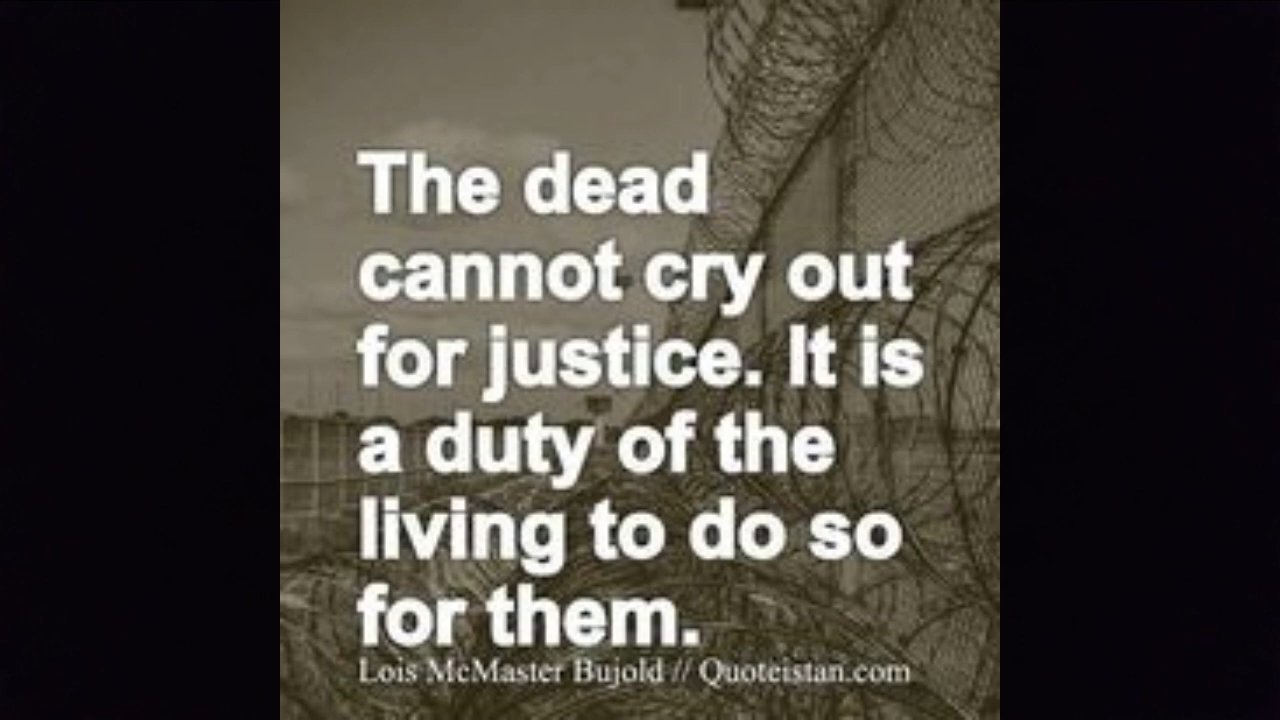 The dead
cannot cry out
for justice. It is
a duty of the
living to do so
for them.
Lois McMaster Bujold // Quoteistan.com